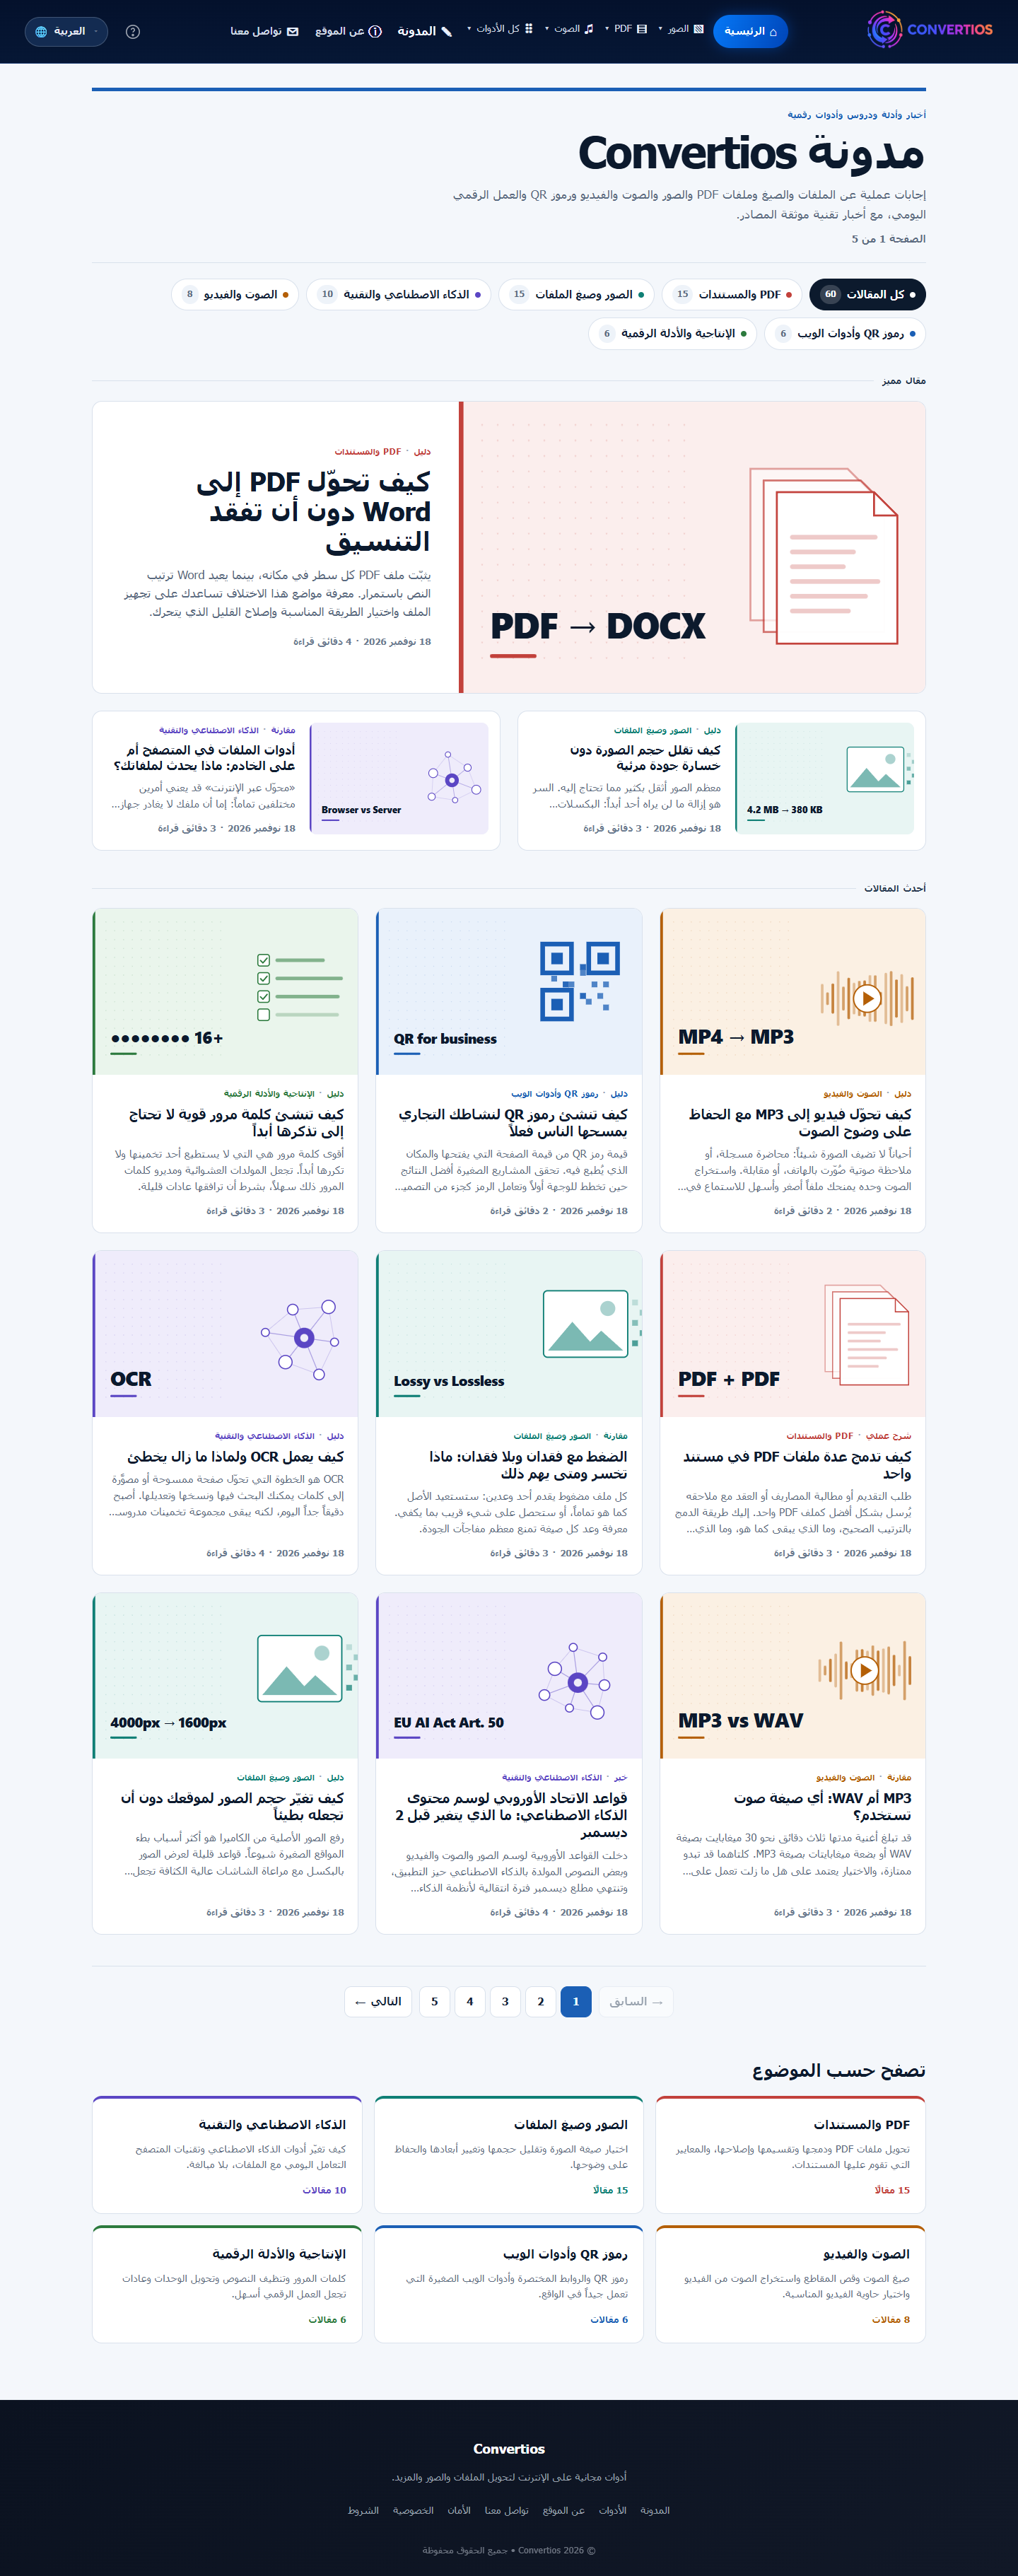 CONVERTIOS
الرئيسية
الصور
PDF
الصوت
كل الأدوات
المدونة
عن الموقع
تواصل معنا
العربية
أخبار وأدلة ودروس وأدوات رقمية
مدونة Convertios
إجابات عملية عن الملفات والصيغ وملفات PDF والصور والصوت والفيديو ورموز QR والعمل الرقمي
اليومي، مع أخبار تقنية موثقة المصادر.
الصفحة 1 من 5
كل المقالات 60
PDF والمستندات 15
الصور وصيغ الملفات 15
الذكاء الاصطناعي والتقنية 10
الصوت والفيديو 8
رموز QR وأدوات الويب 6
الإنتاجية والأدلة الرقمية 6
مقال مميز
PDF → DOCX
دليل · PDF والمستندات
كيف تحوّل PDF إلى
Word دون أن تفقد
التنسيق
يثبّت ملف PDF كل سطر في مكانه، بينما يعيد Word ترتيب
النص باستمرار. معرفة مواضع هذا الاختلاف تساعدك على تجهيز
الملف واختيار الطريقة المناسبة وإصلاح القليل الذي يتحرك.
18 نوفمبر 2026 · 4 دقائق قراءة
4.2 MB → 380 KB
دليل · الصور وصيغ الملفات
كيف تقلل حجم الصورة دون
خسارة جودة مرئية
معظم الصور أثقل بكثير مما تحتاج إليه. السر
هو إزالة ما لن يراه أحد أبداً: البكسلات...
18 نوفمبر 2026 · 3 دقائق قراءة
Browser vs Server
مقارنة · الذكاء الاصطناعي والتقنية
أدوات الملفات في المتصفح أم
على الخادم: ماذا يحدث لملفاتك؟
«محوّل عبر الإنترنت» قد يعني أمرين
مختلفين تماماً: إما أن ملفك لا يغادر جهاز...
18 نوفمبر 2026 · 3 دقائق قراءة
أحدث المقالات
MP4 → MP3
دليل · الصوت والفيديو
كيف تحوّل فيديو إلى MP3 مع الحفاظ
على وضوح الصوت
أحياناً لا تضيف الصورة شيئاً: محاضرة مسجلة، أو
ملاحظة صوتية صُوّرت بالهاتف، أو مقابلة. واستخراج
الصوت وحده يمنحك ملفاً أصغر وأسهل للاستماع في...
18 نوفمبر 2026 · 2 دقائق قراءة
QR for business
دليل · رموز QR وأدوات الويب
كيف تنشئ رموز QR لنشاطك التجاري
يمسحها الناس فعلاً
قيمة رمز QR من قيمة الصفحة التي يفتحها والمكان
الذي يُطبع فيه. تحقق المشاريع الصغيرة أفضل النتائج
حين تخطط للوجهة أولاً وتعامل الرمز كجزء من التصميـ...
18 نوفمبر 2026 · 2 دقائق قراءة
●●●●●●●● 16+
دليل · الإنتاجية والأدلة الرقمية
كيف تنشئ كلمة مرور قوية لا تحتاج
إلى تذكرها أبداً
أقوى كلمة مرور هي التي لا يستطيع أحد تخمينها ولا
تكررها أبداً. تجعل المولدات العشوائية ومديرو كلمات
المرور ذلك سهلاً، بشرط أن ترافقها عادات قليلة.
18 نوفمبر 2026 · 3 دقائق قراءة
PDF + PDF
شرح عملي · PDF والمستندات
كيف تدمج عدة ملفات PDF في مستند
واحد
طلب التقديم أو مطالبة المصاريف أو العقد مع ملاحقه
يُرسل بشكل أفضل كملف PDF واحد. إليك طريقة الدمج
بالترتيب الصحيح، وما الذي يبقى كما هو، وما الذي...
18 نوفمبر 2026 · 3 دقائق قراءة
Lossy vs Lossless
مقارنة · الصور وصيغ الملفات
الضغط مع فقدان وبلا فقدان: ماذا
تخسر ومتى يهم ذلك
كل ملف مضغوط يقدم أحد وعدين: ستستعيد الأصل
كما هو تماماً، أو ستحصل على شيء قريب بما يكفي.
معرفة وعد كل صيغة تمنع معظم مفاجآت الجودة.
18 نوفمبر 2026 · 3 دقائق قراءة
OCR
دليل · الذكاء الاصطناعي والتقنية
كيف يعمل OCR ولماذا ما زال يخطئ
OCR هو الخطوة التي تحوّل صفحة ممسوحة أو مصوَّرة
إلى كلمات يمكنك البحث فيها ونسخها وتعديلها. أصبح
دقيقاً جداً اليوم، لكنه يبقى مجموعة تخمينات مدروسـ...
18 نوفمبر 2026 · 4 دقائق قراءة
MP3 vs WAV
مقارنة · الصوت والفيديو
MP3 أم WAV: أي صيغة صوت
تستخدم؟
قد تبلغ أغنية مدتها ثلاث دقائق نحو 30 ميغابايت بصيغة
WAV أو بضعة ميغابايتات بصيغة MP3. كلتاهما قد تبدو
ممتازة، والاختيار يعتمد على هل ما زلت تعمل على...
18 نوفمبر 2026 · 3 دقائق قراءة
EU AI Act Art. 50
خبر · الذكاء الاصطناعي والتقنية
قواعد الاتحاد الأوروبي لوسم محتوى
الذكاء الاصطناعي: ما الذي يتغير قبل 2
ديسمبر
دخلت القواعد الأوروبية لوسم الصور والصوت والفيديو
وبعض النصوص المولدة بالذكاء الاصطناعي حيز التطبيق،
وتنتهي مطلع ديسمبر فترة انتقالية لأنظمة الذكاء...
18 نوفمبر 2026 · 4 دقائق قراءة
4000px → 1600px
دليل · الصور وصيغ الملفات
كيف تغيّر حجم الصور لموقعك دون أن
تجعله بطيئاً
رفع الصور الأصلية من الكاميرا هو أكثر أسباب بطء
المواقع الصغيرة شيوعاً. قواعد قليلة لعرض الصور
بالبكسل مع مراعاة الشاشات عالية الكثافة تجعل...
18 نوفمبر 2026 · 3 دقائق قراءة
→ السابق
1
2
3
4
5
التالي ←
تصفح حسب الموضوع
PDF والمستندات
تحويل ملفات PDF ودمجها وتقسيمها وإصلاحها، والمعايير
التي تقوم عليها المستندات.
15 مقالًا
الصور وصيغ الملفات
اختيار صيغة الصورة وتقليل حجمها وتغيير أبعادها والحفاظ
على وضوحها.
15 مقالًا
الذكاء الاصطناعي والتقنية
كيف تغيّر أدوات الذكاء الاصطناعي وتقنيات المتصفح
التعامل اليومي مع الملفات، بلا مبالغة.
10 مقالات
الصوت والفيديو
صيغ الصوت وقص المقاطع واستخراج الصوت من الفيديو
واختيار حاوية الفيديو المناسبة.
8 مقالات
رموز QR وأدوات الويب
رموز QR والروابط المختصرة وأدوات الويب الصغيرة التي
تعمل جيداً في الواقع.
6 مقالات
الإنتاجية والأدلة الرقمية
كلمات المرور وتنظيف النصوص وتحويل الوحدات وعادات
تجعل العمل الرقمي أسهل.
6 مقالات
Convertios
أدوات مجانية على الإنترنت لتحويل الملفات والصور والمزيد.
المدونة الأدوات عن الموقع تواصل معنا الأمان الخصوصية الشروط
© 2026 Convertios • جميع الحقوق محفوظة